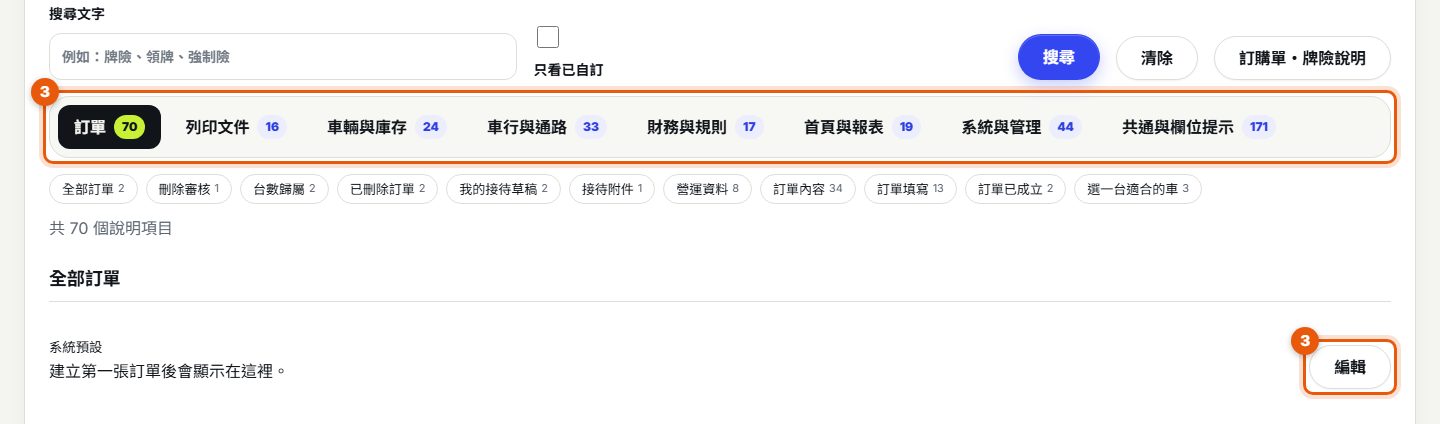 搜尋文字
例如：牌險、領牌、強制險
只看已自訂
搜尋
清除
訂購單・牌險說明
3
訂單 70 列印文件 16 車輛與庫存 24 車行與通路 33 財務與規則 17 首頁與報表 19 系統與管理 44 共通與欄位提示 171
全部訂單 2 刪除審核 1 台數歸屬 2 已刪除訂單 2 我的接待草稿 2 接待附件 1 營運資料 8 訂單內容 34 訂單填寫 13 訂單已成立 2 選一台適合的車 3
共 70 個說明項目
全部訂單
系統預設
建立第一張訂單後會顯示在這裡。
3
編輯